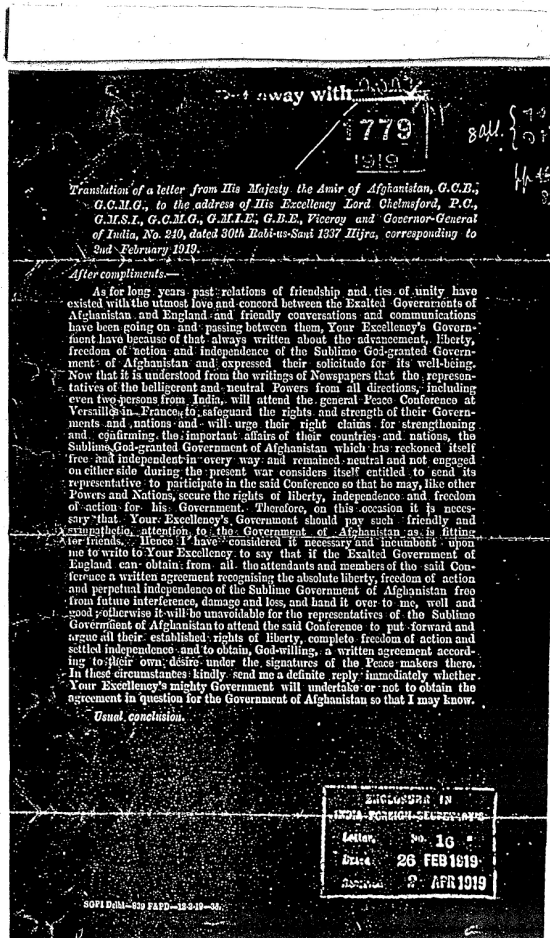 away with
1779
1919
8 all.
Translation of a letter from His Majesty the Amir of Afghanistan, G.C.B.,
G.C.M.G., to the address of His Excellency Lord Chelmsford, P.C.,
G.M.S.I., G.C.M.G., G.M.I.E., G.B.E., Viceroy and Governor-General
of India, No. 240, dated 30th Rabi-us-Sani 1337 Hijra, corresponding to
2nd February 1919.
After compliments.—
As for long years past relations of friendship and ties of unity have
existed with the utmost love and concord between the Exalted Governments of
Afghanistan and England and friendly conversations and communications
have been going on and passing between them, Your Excellency's Govern-
ment have because of that always written about the advancement, liberty,
freedom of action and independence of the Sublime God-granted Govern-
ment of Afghanistan and expressed their solicitude for its well-being.
Now that it is understood from the writings of Newspapers that the represen-
tatives of the belligerent and neutral Powers from all directions, including
even two persons from India, will attend the general Peace Conference at
Versailles in France, to safeguard the rights and strength of their Govern-
ments and nations and will urge their right claims for strengthening
and confirming the important affairs of their countries and nations, the
Sublime God-granted Government of Afghanistan which has reckoned itself
free and independent in every way and remained neutral and not engaged
on either side during the present war considers itself entitled to send its
representative to participate in the said Conference so that he may, like other
Powers and Nations, secure the rights of liberty, independence and freedom
of action for his Government. Therefore, on this occasion it is neces-
sary that Your Excellency's Government should pay such friendly and
sympathetic attention to the Government of Afghanistan as is fitting
for friends. Hence I have considered it necessary and incumbent upon
me to write to Your Excellency to say that if the Exalted Government of
England can obtain from all the attendants and members of the said Con-
ference a written agreement recognising the absolute liberty, freedom of action
and perpetual independence of the Sublime Government of Afghanistan free
from future interference, damage and loss, and hand it over to me, well and
good; otherwise it will be unavoidable for the representatives of the Sublime
Government of Afghanistan to attend the said Conference to put forward and
argue all their established rights of liberty, complete freedom of action and
settled independence and to obtain, God-willing, a written agreement accord-
ing to their own desire under the signatures of the Peace makers there.
In these circumstances kindly send me a definite reply immediately whether
Your Excellency's mighty Government will undertake or not to obtain the
agreement in question for the Government of Afghanistan so that I may know.
Usual conclusion.
ENCLOSURE IN
INDIA FOREIGN SECRETARY'S
Letter, No. 16
Dated 26 FEB 1919
Received 2 APR 1919
SGPI Delhi—939 F&PD—12-2-19—35.